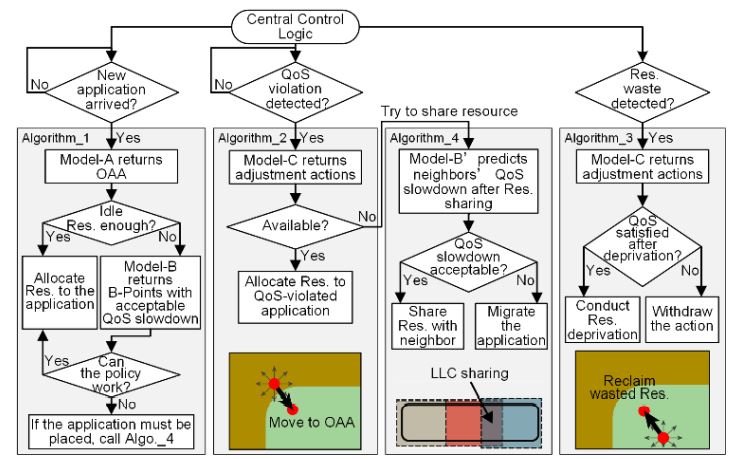 Central Control
Logic
No
New
application
arrived?
No
QoS
violation
detected?
Res.
waste
detected?
Try to share resource
Algorithm_1
Yes
Model-A returns
OAA
Idle
Res. enough?
Yes
No
Allocate
Res. to the
application
Model-B
returns
B-Points with
acceptable
QoS slowdown
Yes
Can
the policy
work?
No
If the application must be
placed, call Algo._4
Algorithm_2
Yes
Model-C returns
adjustment actions
No
Available?
Yes
Allocate Res. to
QoS-violated
application
Move to OAA
Algorithm_4
Model-B’ predicts
neighbors’ QoS
slowdown after Res.
sharing
QoS
slowdown
acceptable?
Yes
No
Share
Res. with
neighbor
Migrate
the
application
LLC sharing
Algorithm_3
Yes
Model-C returns
adjustment actions
QoS
satisfied
after
deprivation?
Yes
No
Conduct
Res.
deprivation
Withdraw
the action
Reclaim
wasted Res.